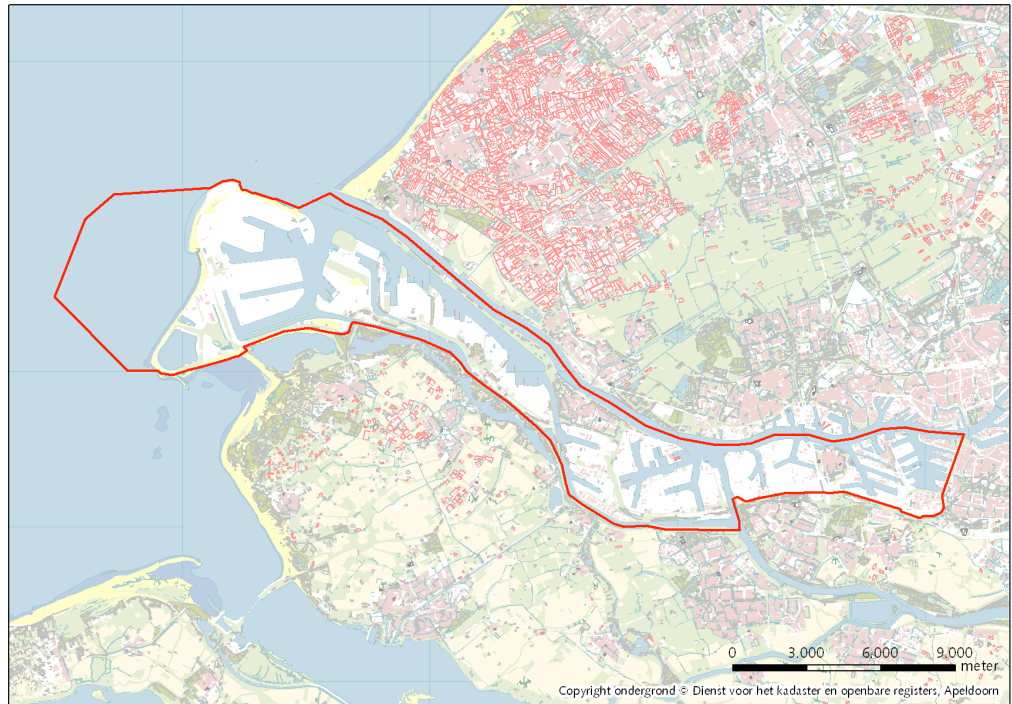 0 3,000 6,000 9,000
meter
Copyright ondergrond © Dienst voor het kadaster en openbare registers, Apeldoorn